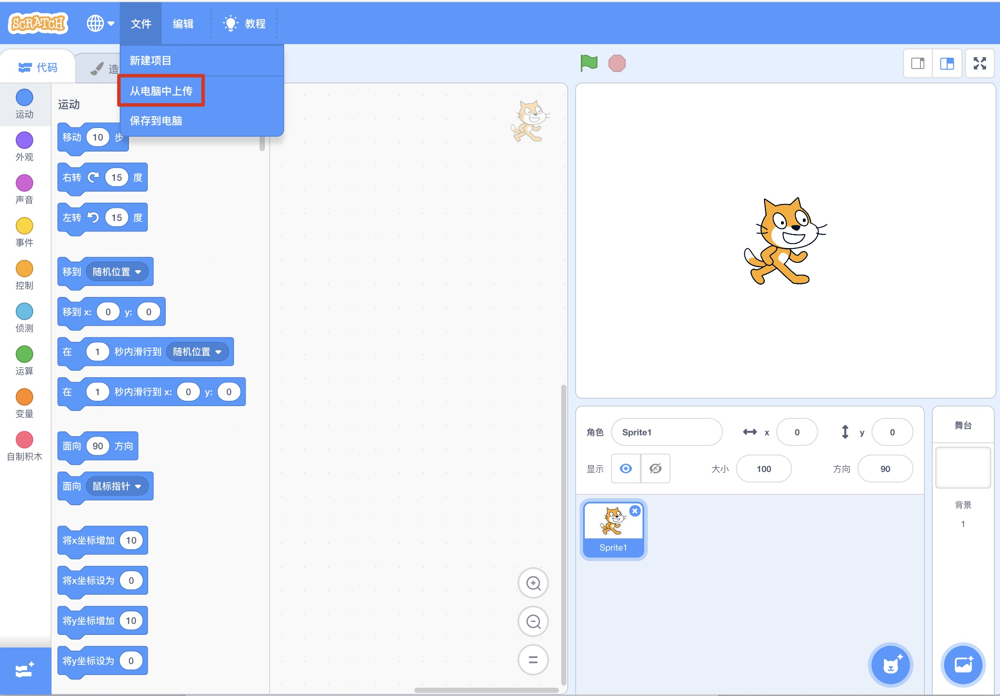 SCRATCH
文件
编辑
教程
新建项目
从电脑中上传
保存到电脑
代码
造
运动
外观
声音
事件
控制
侦测
运算
变量
自制积木
运动
移动 10 步
右转 15 度
左转 15 度
移到 随机位置
移到 x: 0 y: 0
在 1 秒内滑行到 随机位置
在 1 秒内滑行到 x: 0 y: 0
面向 90 方向
面向 鼠标指针
将x坐标增加 10
将x坐标设为 0
将y坐标增加 10
将y坐标设为 0
角色 Sprite1 x 0 y 0
显示 大小 100 方向 90
Sprite1
舞台
背景
1